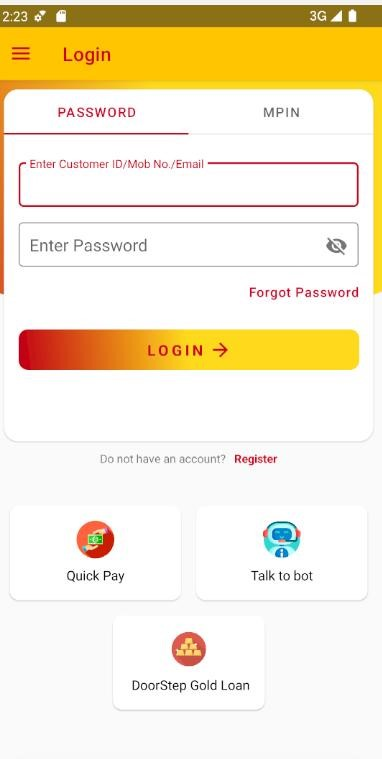 2:23 3G
Login
PASSWORD MPIN
Enter Customer ID/Mob No./Email
Enter Password
Forgot Password
LOGIN
Do not have an account? Register
Quick Pay Talk to bot
DoorStep Gold Loan